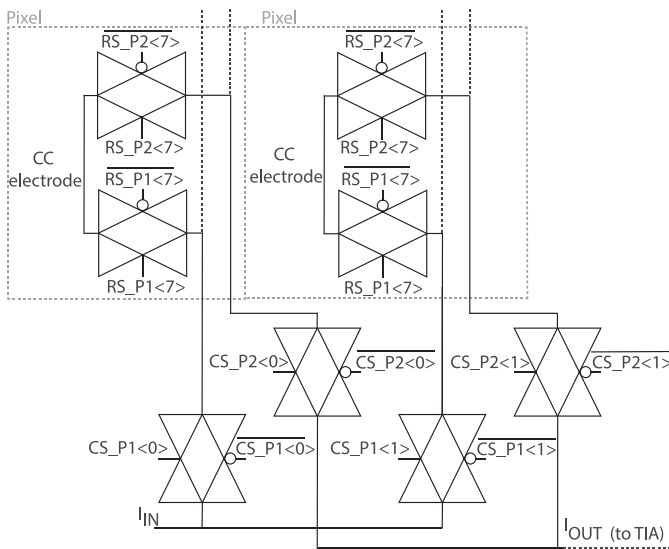 Pixel
Pixel
RS_P2<7>
RS_P2<7>
RS_P2<7>
RS_P2<7>
CC
electrode
CC
electrode
RS_P1<7>
RS_P1<7>
RS_P1<7>
RS_P1<7>
CS_P2<0>
CS_P2<0>
CS_P2<1>
CS_P2<1>
CS_P1<0>
CS_P1<0>
CS_P1<1>
CS_P1<1>
IIN
IOUT (to TIA)